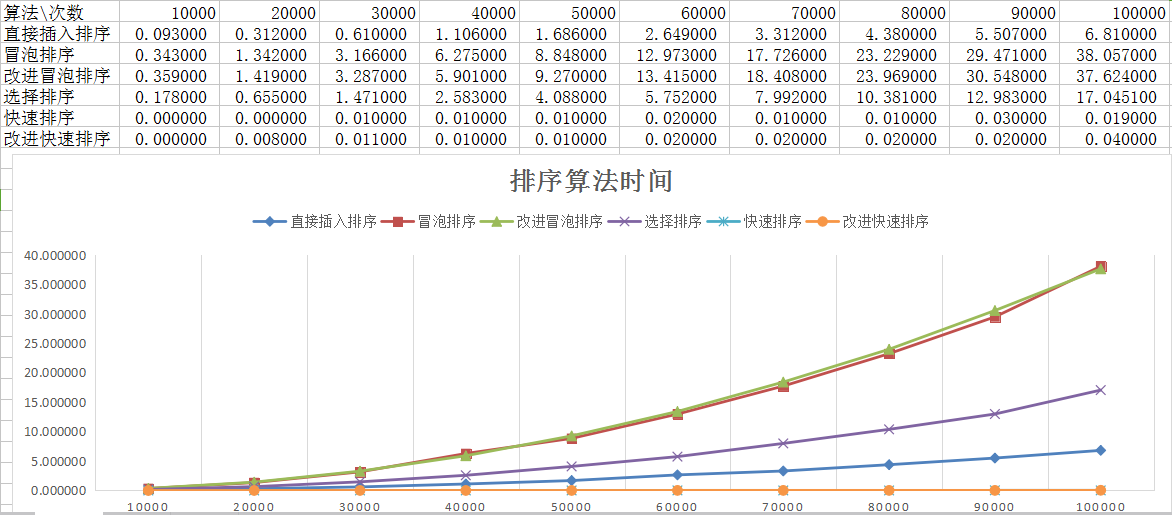 算法\次数 10000 20000 30000 40000 50000 60000 70000 80000 90000 100000
直接插入排序 0.093000 0.312000 0.610000 1.106000 1.686000 2.649000 3.312000 4.380000 5.507000 6.810000
冒泡排序 0.343000 1.342000 3.166000 6.275000 8.848000 12.973000 17.726000 23.229000 29.471000 38.057000
改进冒泡排序 0.359000 1.419000 3.287000 5.901000 9.270000 13.415000 18.408000 23.969000 30.548000 37.624000
选择排序 0.178000 0.655000 1.471000 2.583000 4.088000 5.752000 7.992000 10.381000 12.983000 17.045100
快速排序 0.000000 0.000000 0.010000 0.010000 0.010000 0.020000 0.010000 0.010000 0.030000 0.019000
改进快速排序 0.000000 0.008000 0.011000 0.010000 0.010000 0.020000 0.020000 0.020000 0.020000 0.040000
排序算法时间
直接插入排序 冒泡排序 改进冒泡排序 选择排序 快速排序 改进快速排序
40.000000
35.000000
30.000000
25.000000
20.000000
15.000000
10.000000
5.000000
0.000000
10000 20000 30000 40000 50000 60000 70000 80000 90000 100000